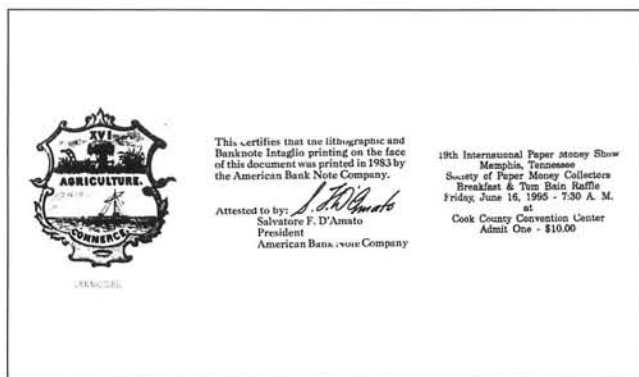 XVI
AGRICULTURE.
COMMERCE
TENNESSEE
This certifies that the lithographic and
Banknote Intaglio printing on the face
of this document was printed in 1983 by
the American Bank Note Company.
Attested to by: S. F. D'Amato
Salvatore F. D'Amato
President
American Bank Note Company
19th International Paper Money Show
Memphis, Tennessee
Society of Paper Money Collectors
Breakfast & Tom Bain Raffle
Friday, June 16, 1995 - 7:30 A. M.
at
Cook County Convention Center
Admit One - $10.00